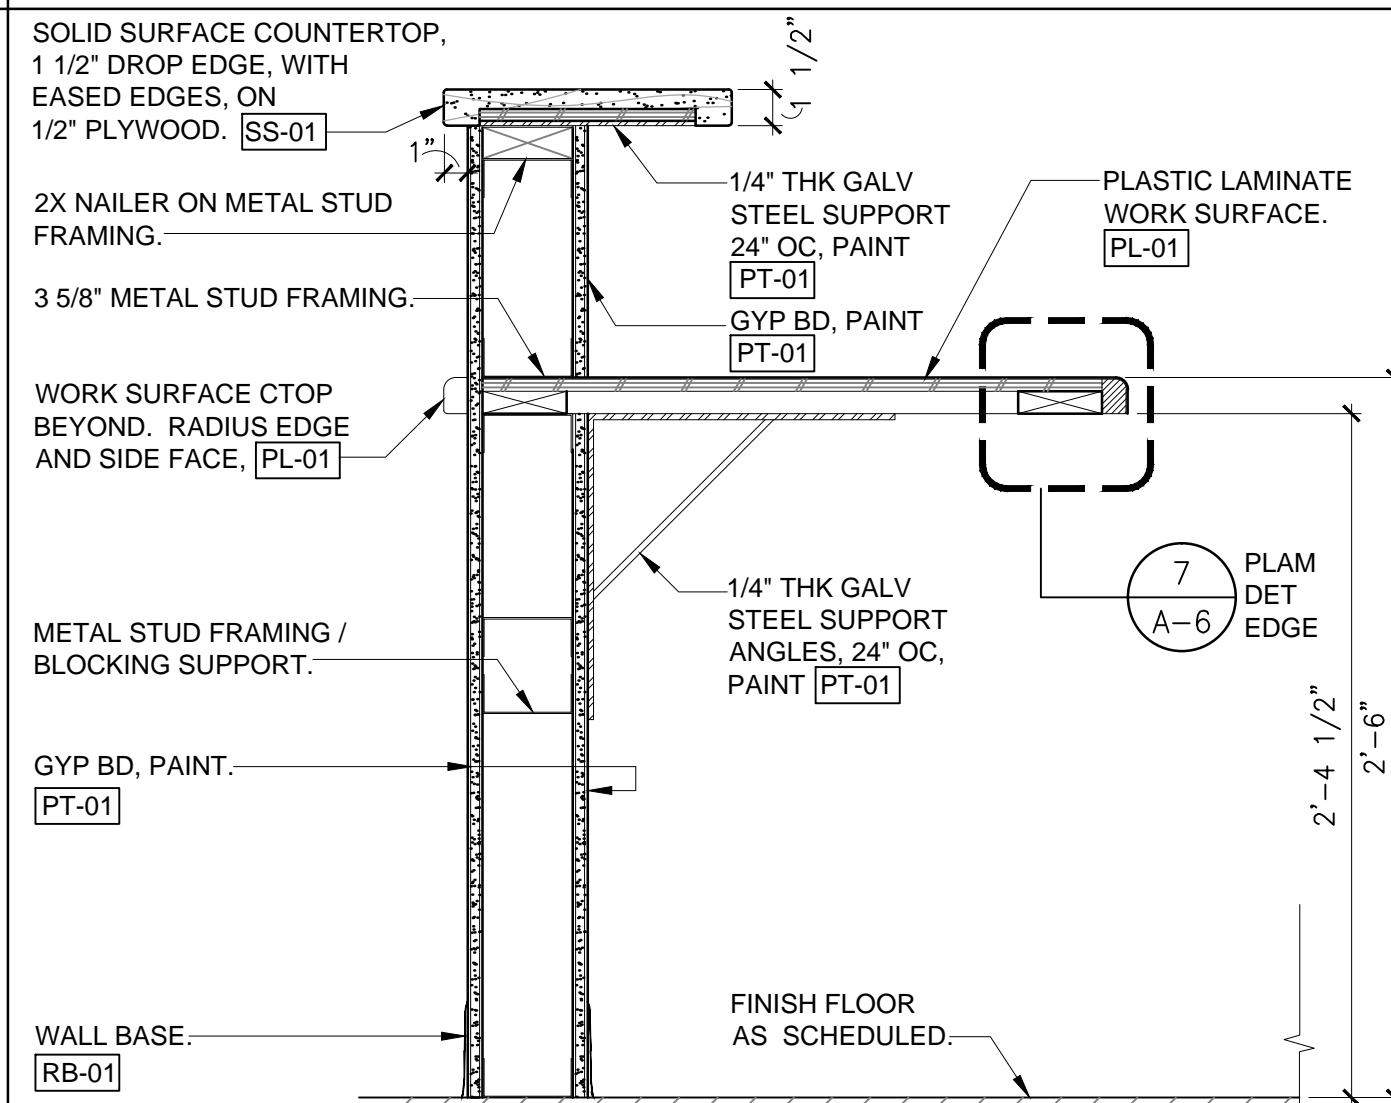 SOLID SURFACE COUNTERTOP,
1 1/2" DROP EDGE, WITH
EASED EDGES, ON
1/2" PLYWOOD. SS-01
1"
1 1/2"
2X NAILER ON METAL STUD
FRAMING.
3 5/8" METAL STUD FRAMING.
WORK SURFACE CTOP
BEYOND. RADIUS EDGE
AND SIDE FACE, PL-01
METAL STUD FRAMING /
BLOCKING SUPPORT.
GYP BD, PAINT.
PT-01
WALL BASE.
RB-01
1/4" THK GALV
STEEL SUPPORT
24" OC, PAINT
PT-01
GYP BD, PAINT
PT-01
PLASTIC LAMINATE
WORK SURFACE.
PL-01
1/4" THK GALV
STEEL SUPPORT
ANGLES, 24" OC,
PAINT PT-01
7
A-6
PLAM
DET
EDGE
2'-4 1/2"
2'-6"
FINISH FLOOR
AS SCHEDULED.